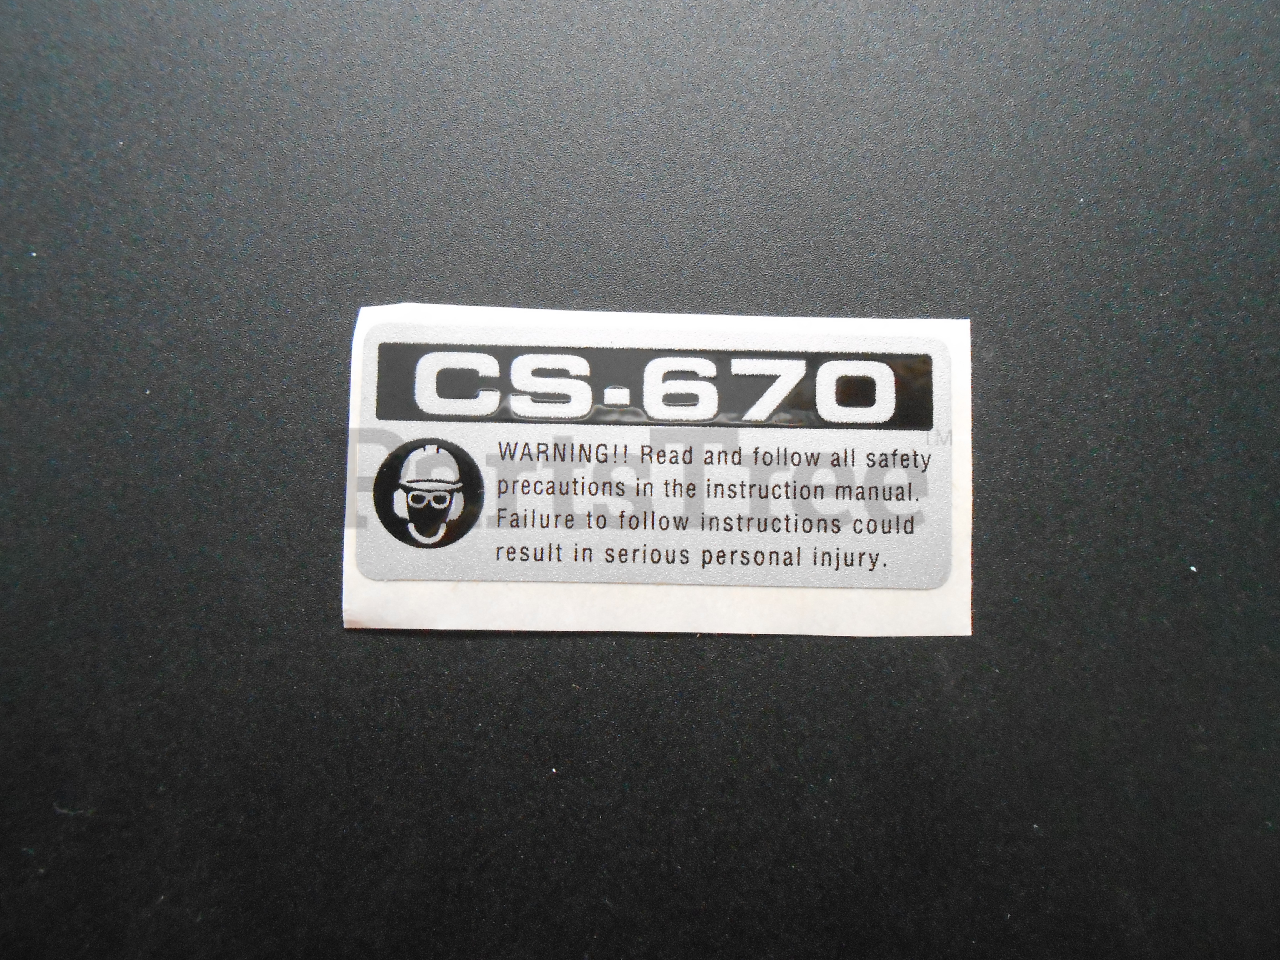 CS-670
WARNING!! Read and follow all safety
precautions in the instruction manual.
Failure to follow instructions could
result in serious personal injury.
PartsTree™